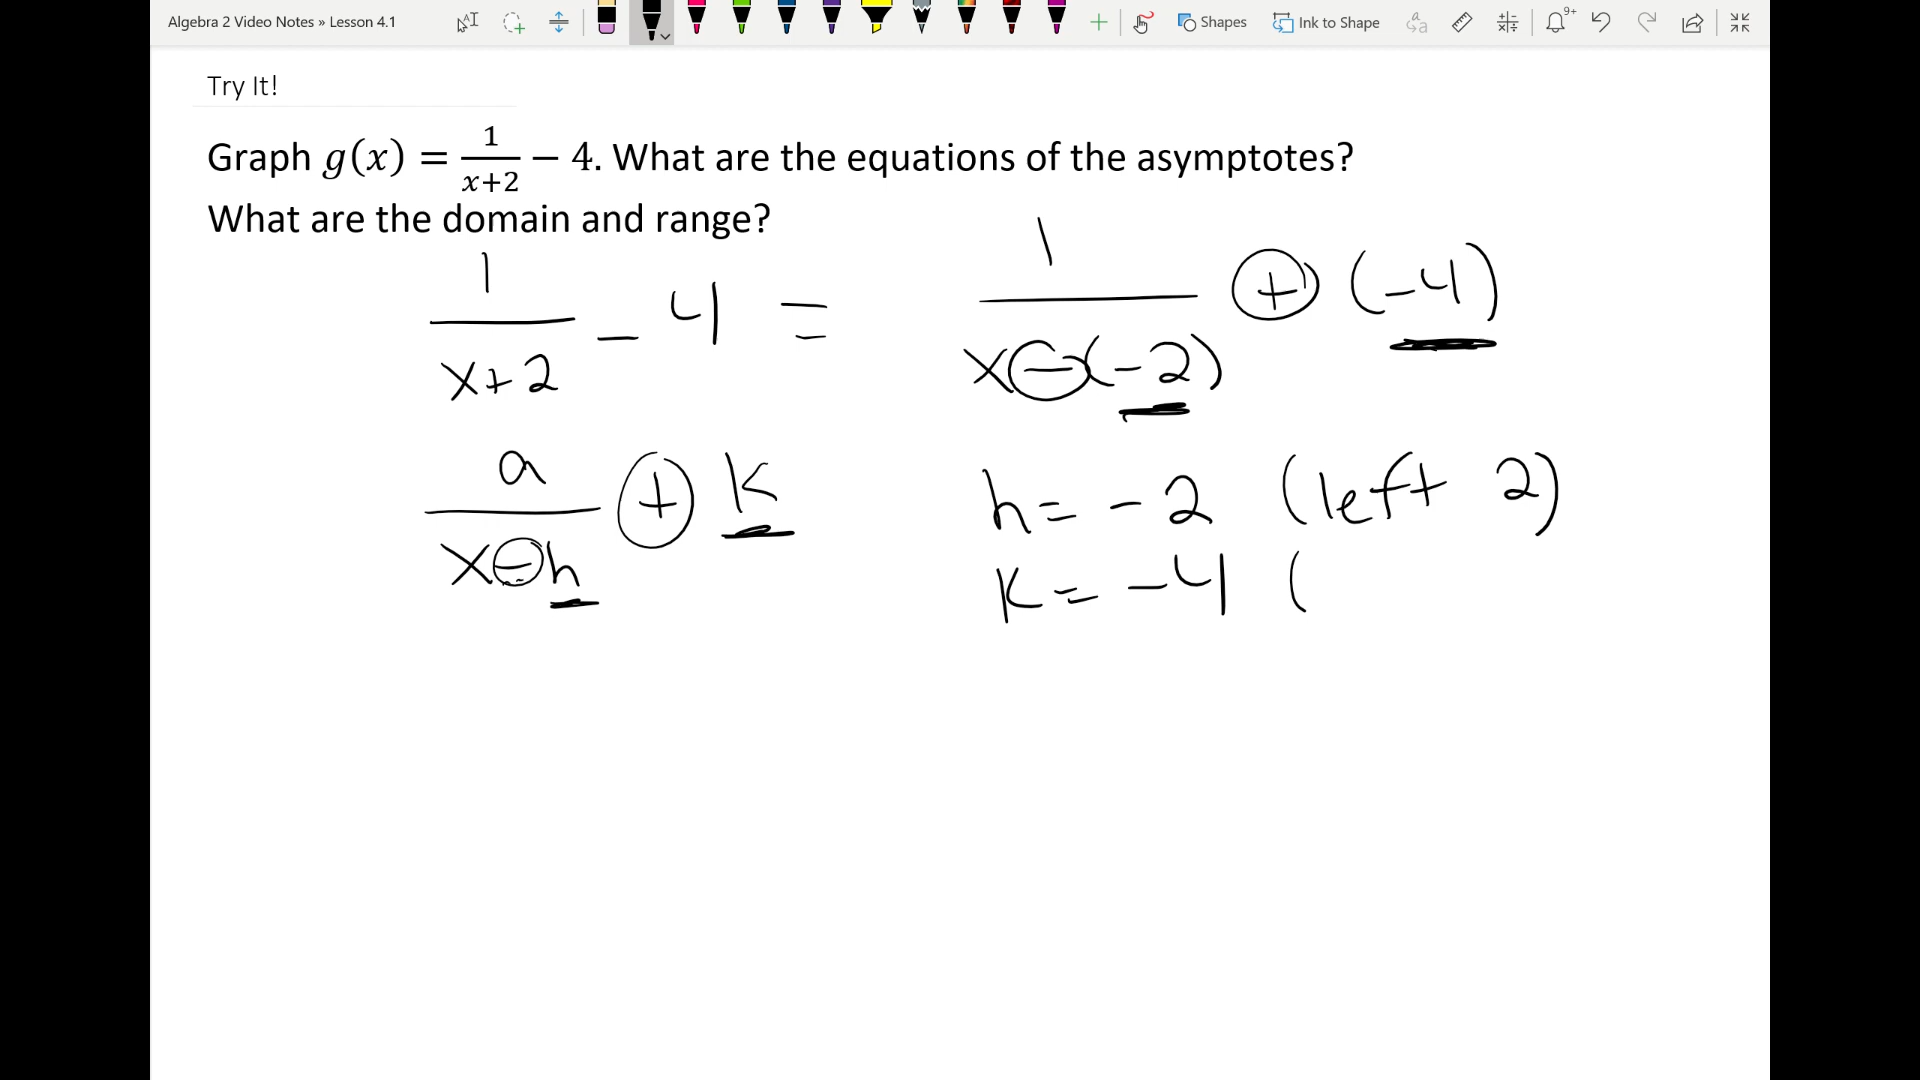 Algebra 2 Video Notes » Lesson 4.1
Shapes
Ink to Shape
9+
Try It!
Graph g(x) = 1/(x+2) − 4. What are the equations of the asymptotes?
What are the domain and range?
1/(x+2) − 4 = 1/(x−(−2)) + (−4)
a/(x−h) + k
h = −2 (left 2)
k = −4 (